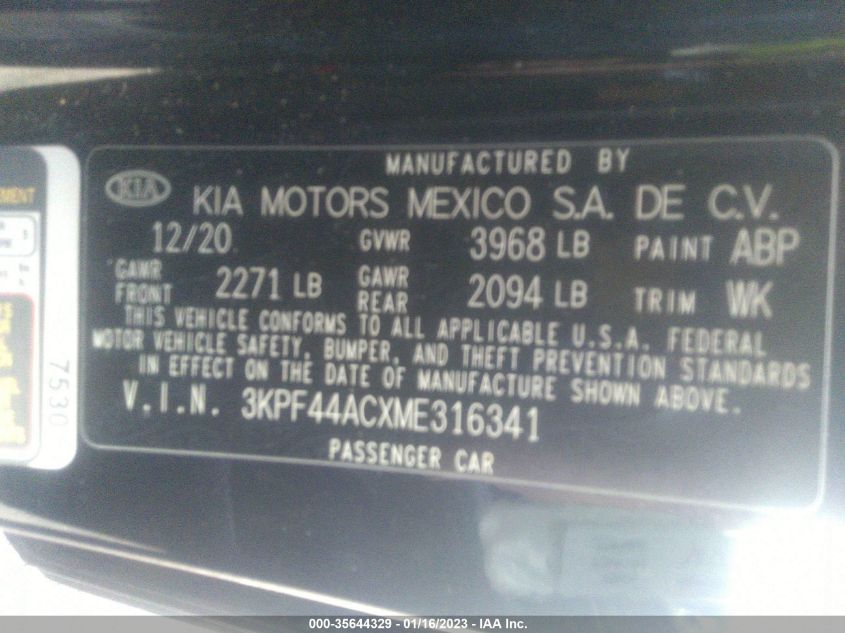 MANUFACTURED BY
KIA KIA MOTORS MEXICO S.A. DE C.V.
12/20 GVWR 3968 LB PAINT ABP
GAWR FRONT 2271 LB GAWR REAR 2094 LB TRIM WK
THIS VEHICLE CONFORMS TO ALL APPLICABLE U.S.A. FEDERAL
MOTOR VEHICLE SAFETY, BUMPER, AND THEFT PREVENTION STANDARDS
IN EFFECT ON THE DATE OF MANUFACTURE SHOWN ABOVE.
V.I.N. 3KPF44ACXME316341
PASSENGER CAR
7530
000-35644329 - 01/16/2023 - IAA Inc.